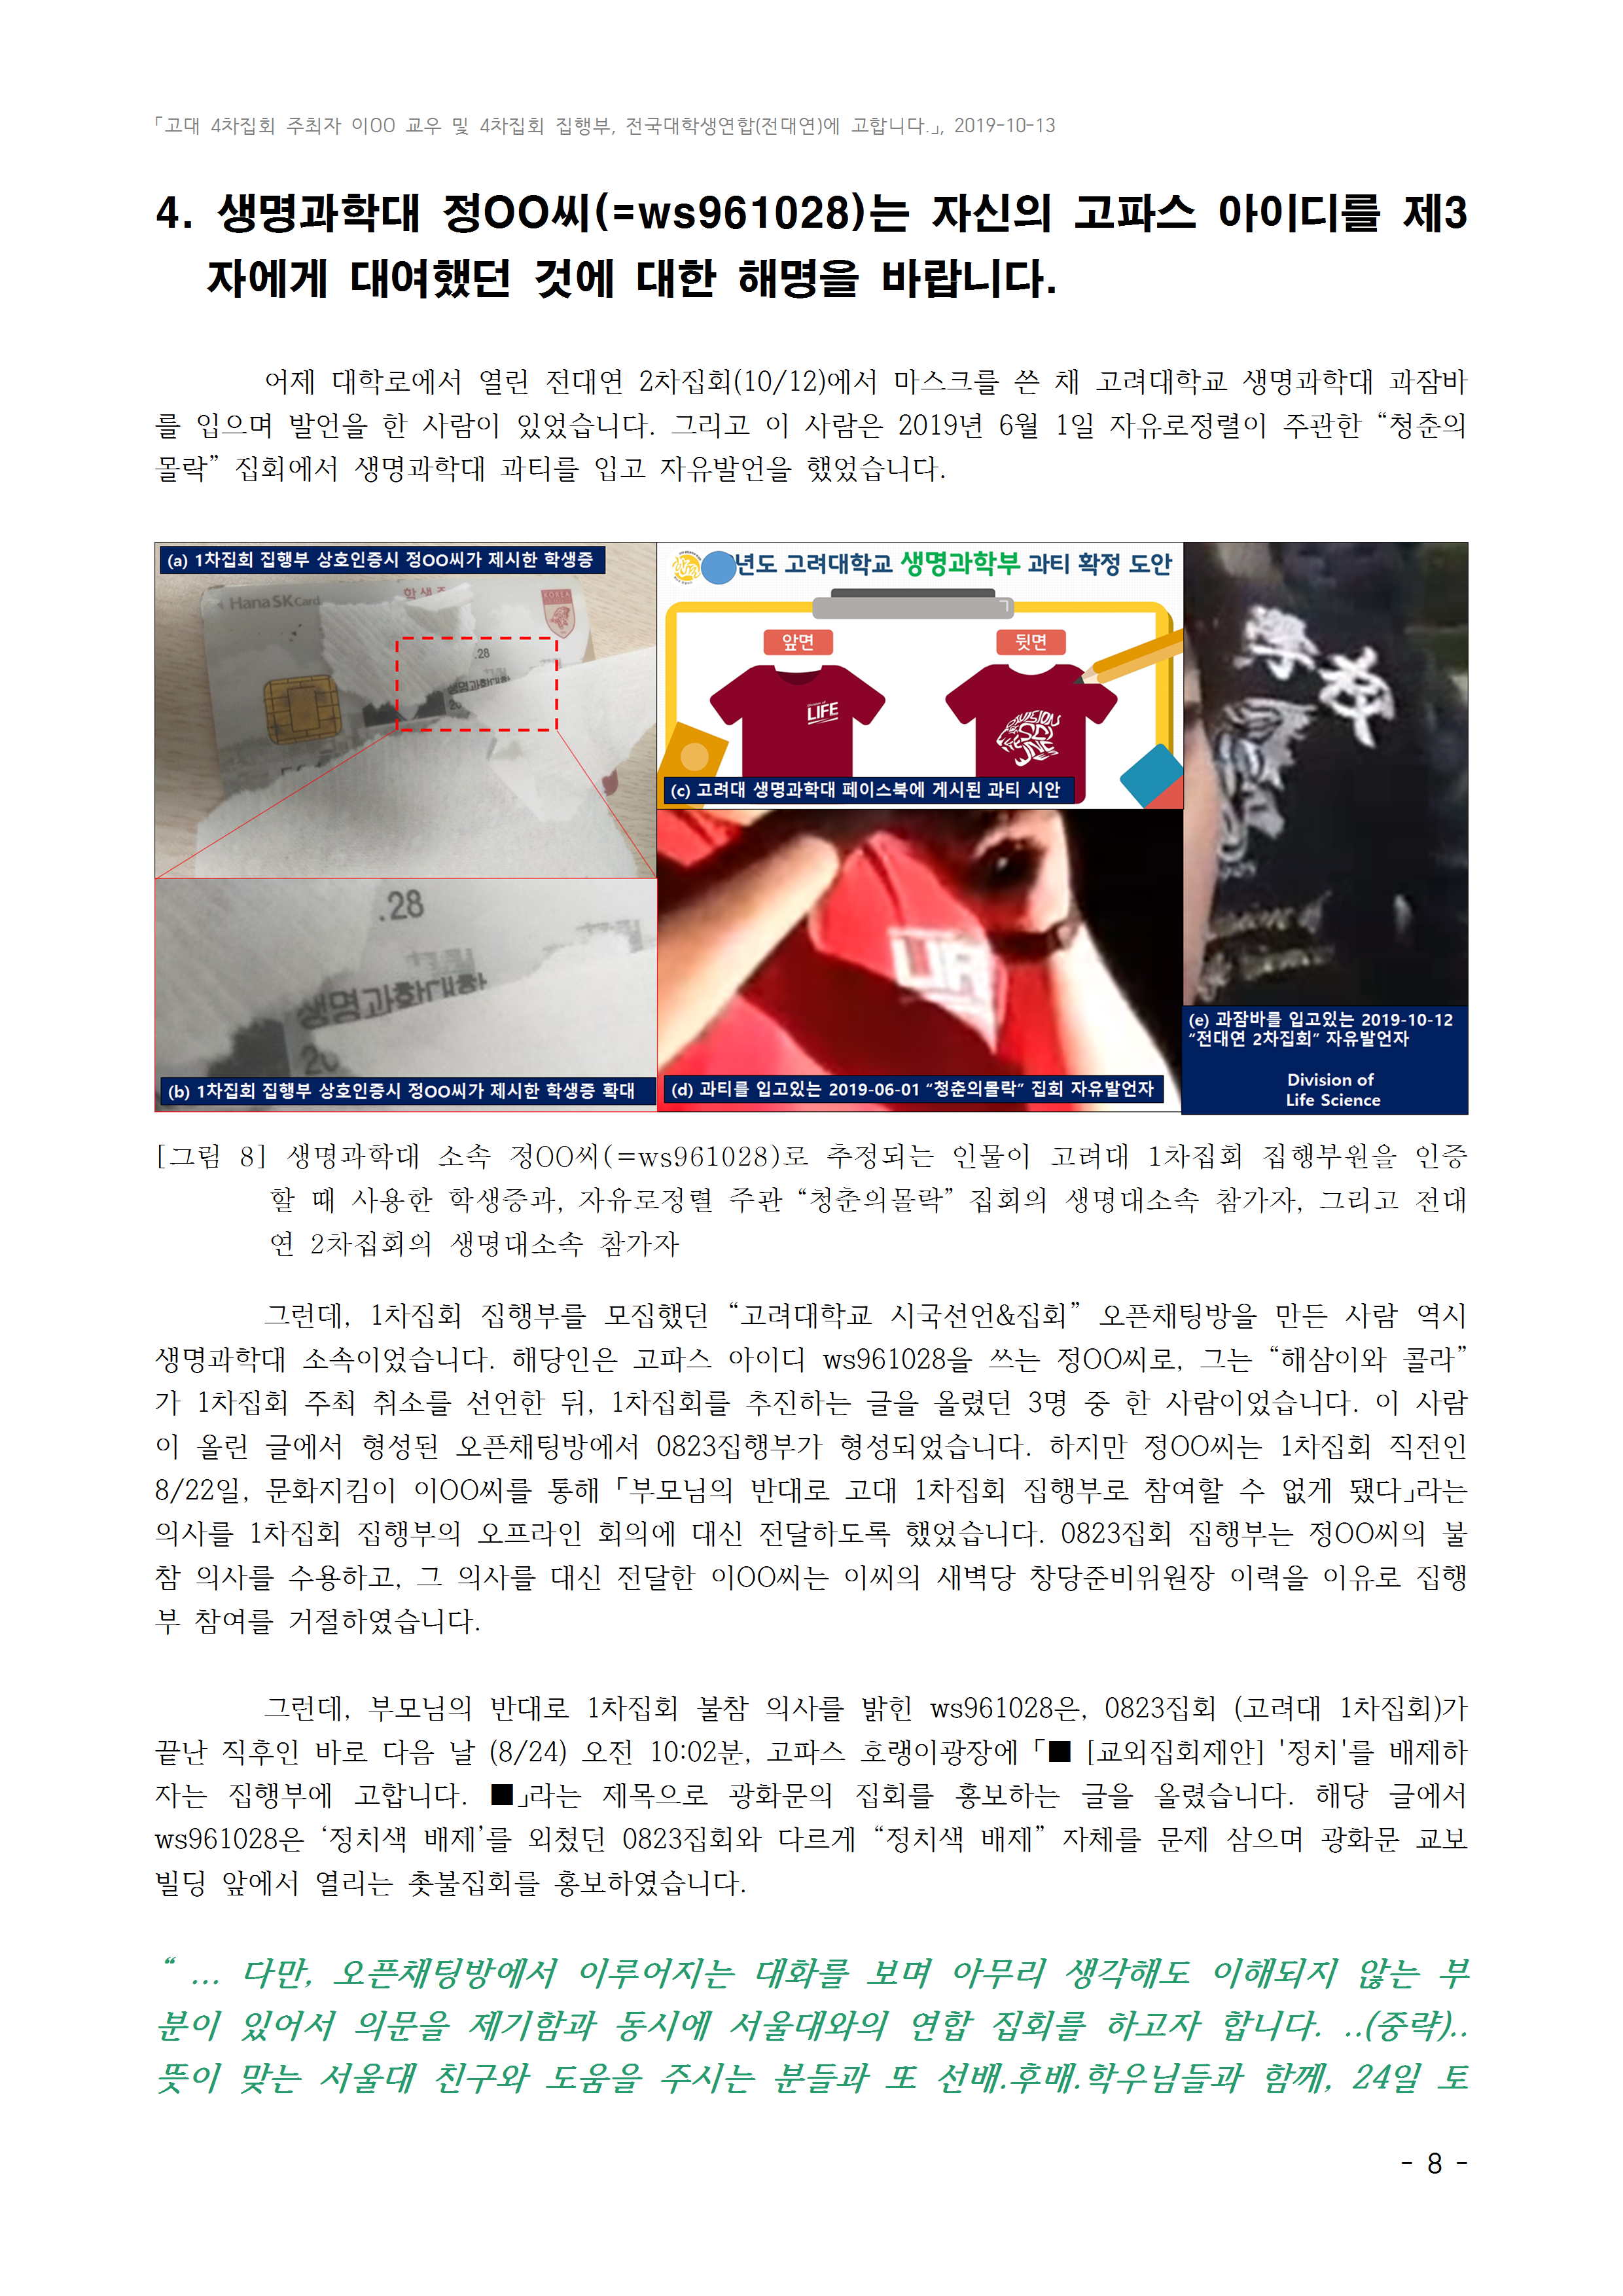 「고대 4차집회 주최자 이OO 교우 및 4차집회 집행부, 전국대학생연합(전대연)에 고합니다.」, 2019-10-13
4. 생명과학대 정OO씨(=ws961028)는 자신의 고파스 아이디를 제3
자에게 대여했던 것에 대한 해명을 바랍니다.
어제 대학로에서 열린 전대연 2차집회(10/12)에서 마스크를 쓴 채 고려대학교 생명과학대 과잠바
를 입으며 발언을 한 사람이 있었습니다. 그리고 이 사람은 2019년 6월 1일 자유로정렬이 주관한 “청춘의
몰락” 집회에서 생명과학대 과티를 입고 자유발언을 했었습니다.
(a) 1차집회 집행부 상호인증시 정OO씨가 제시한 학생증
HanaSK Card
학생증
KOREA
.28
생명과학대학
20
.28
생명과학대학
20
(b) 1차집회 집행부 상호인증시 정OO씨가 제시한 학생증 확대
년도 고려대학교 생명과학부 과티 확정 도안
앞면
뒷면
LIFE
(c) 고려대 생명과학대 페이스북에 게시된 과티 시안
(d) 과티를 입고있는 2019-06-01 “청춘의몰락” 집회 자유발언자
(e) 과잠바를 입고있는 2019-10-12
“전대연 2차집회” 자유발언자
Division of
Life Science
[그림 8] 생명과학대 소속 정OO씨(=ws961028)로 추정되는 인물이 고려대 1차집회 집행부원을 인증
할 때 사용한 학생증과, 자유로정렬 주관 “청춘의몰락” 집회의 생명대소속 참가자, 그리고 전대
연 2차집회의 생명대소속 참가자
그런데, 1차집회 집행부를 모집했던 “고려대학교 시국선언&집회” 오픈채팅방을 만든 사람 역시
생명과학대 소속이었습니다. 해당인은 고파스 아이디 ws961028을 쓰는 정OO씨로, 그는 “해삼이와 콜라”
가 1차집회 주최 취소를 선언한 뒤, 1차집회를 추진하는 글을 올렸던 3명 중 한 사람이었습니다. 이 사람
이 올린 글에서 형성된 오픈채팅방에서 0823집행부가 형성되었습니다. 하지만 정OO씨는 1차집회 직전인
8/22일, 문화지킴이 이OO씨를 통해 「부모님의 반대로 고대 1차집회 집행부로 참여할 수 없게 됐다」라는
의사를 1차집회 집행부의 오프라인 회의에 대신 전달하도록 했었습니다. 0823집회 집행부는 정OO씨의 불
참 의사를 수용하고, 그 의사를 대신 전달한 이OO씨는 이씨의 새벽당 창당준비위원장 이력을 이유로 집행
부 참여를 거절하였습니다.
그런데, 부모님의 반대로 1차집회 불참 의사를 밝힌 ws961028은, 0823집회 (고려대 1차집회)가
끝난 직후인 바로 다음 날 (8/24) 오전 10:02분, 고파스 호랭이광장에 「■ [교외집회제안] '정치'를 배제하
자는 집행부에 고합니다. ■」라는 제목으로 광화문의 집회를 홍보하는 글을 올렸습니다. 해당 글에서
ws961028은 ‘정치색 배제’를 외쳤던 0823집회와 다르게 “정치색 배제” 자체를 문제 삼으며 광화문 교보
빌딩 앞에서 열리는 촛불집회를 홍보하였습니다.
“ ... 다만, 오픈채팅방에서 이루어지는 대화를 보며 아무리 생각해도 이해되지 않는 부
분이 있어서 의문을 제기함과 동시에 서울대와의 연합 집회를 하고자 합니다. ..(중략)..
뜻이 맞는 서울대 친구와 도움을 주시는 분들과 또 선배.후배.학우님들과 함께, 24일 토
- 8 -